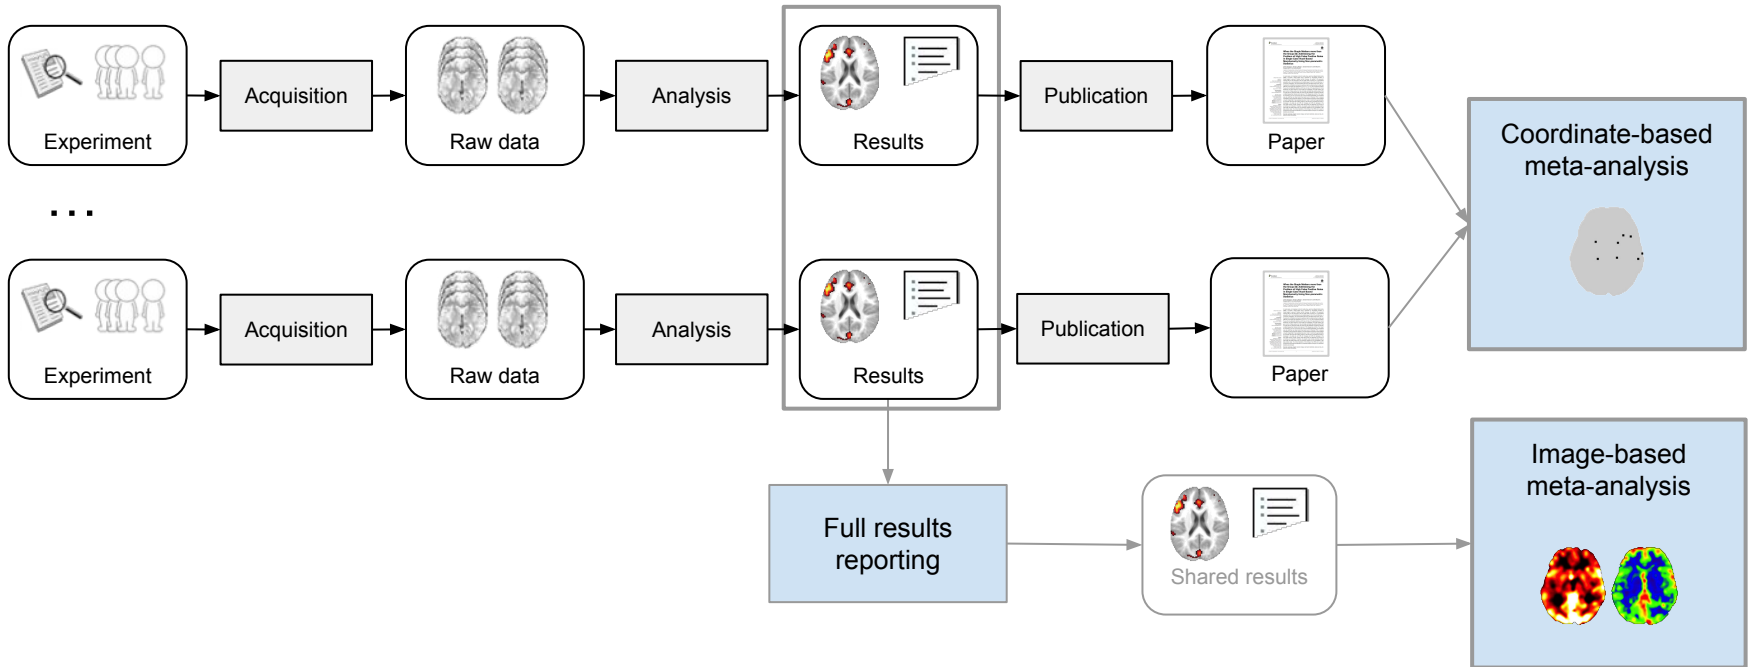 Experiment
Acquisition
Raw data
Analysis
Results
Publication
Paper
Coordinate-based
meta-analysis
...
Experiment
Acquisition
Raw data
Analysis
Results
Publication
Paper
Full results
reporting
Shared results
Image-based
meta-analysis